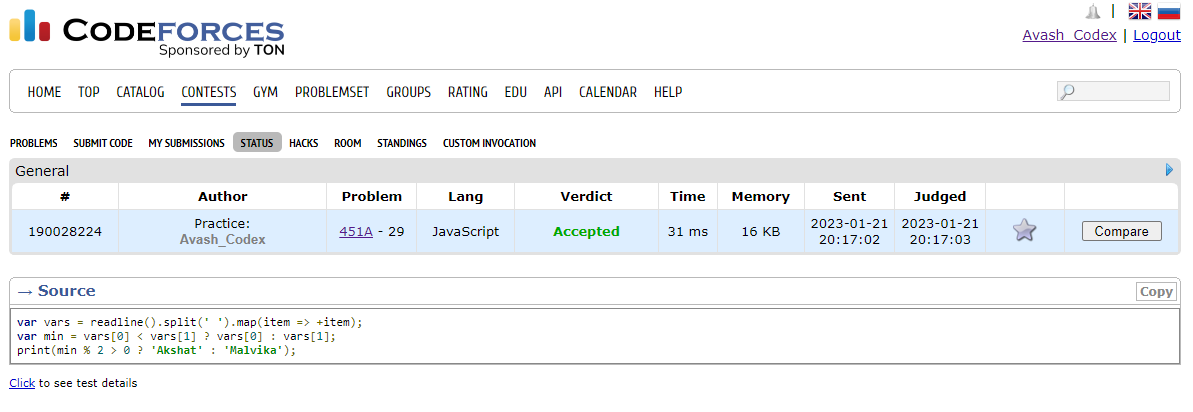 CODEFORCES
Sponsored by TON
|
Avash_Codex | Logout
HOME TOP CATALOG CONTESTS GYM PROBLEMSET GROUPS RATING EDU API CALENDAR HELP
PROBLEMS SUBMIT CODE MY SUBMISSIONS STATUS HACKS ROOM STANDINGS CUSTOM INVOCATION
General
# Author Problem Lang Verdict Time Memory Sent Judged
190028224 Practice: Avash_Codex 451A - 29 JavaScript Accepted 31 ms 16 KB 2023-01-21 20:17:02 2023-01-21 20:17:03 Compare
→ Source Copy
var vars = readline().split(' ').map(item => +item);
var min = vars[0] < vars[1] ? vars[0] : vars[1];
print(min % 2 > 0 ? 'Akshat' : 'Malvika');
Click to see test details